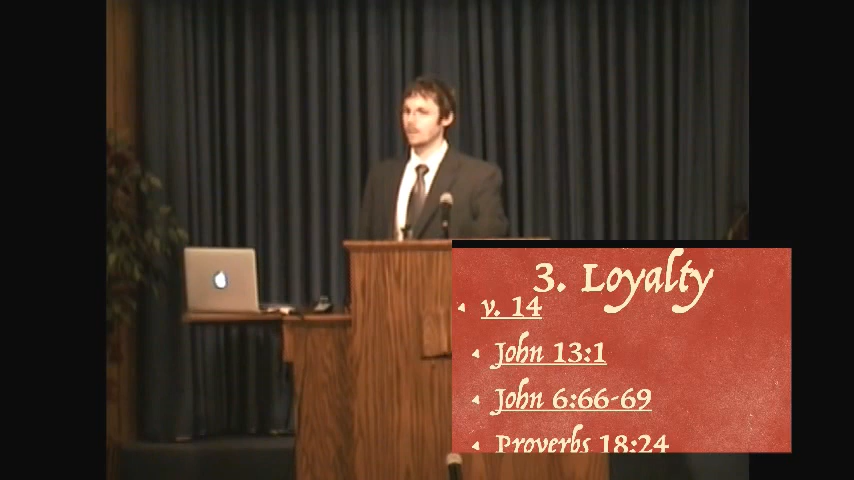 3. Loyalty
v. 14
John 13:1
John 6:66-69
Proverbs 18:24